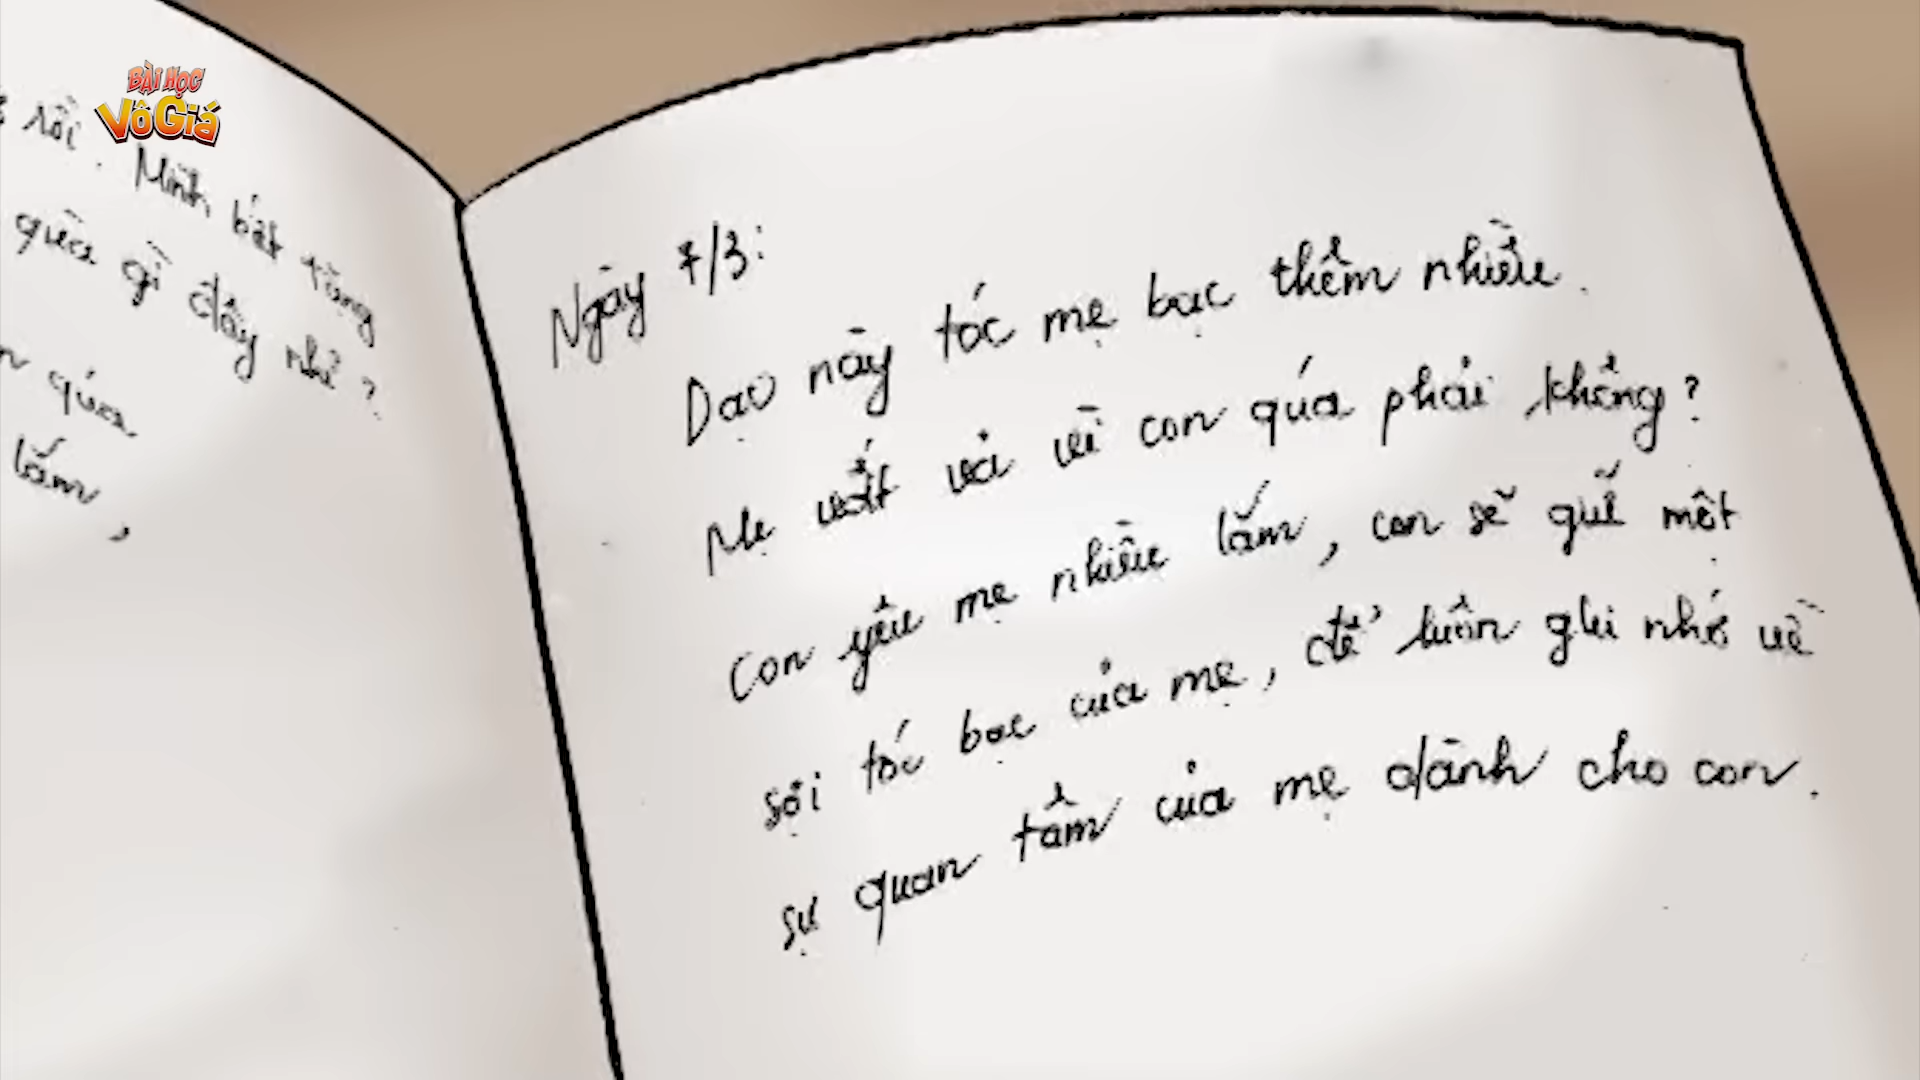 BÀI HỌC
VÔ GIÁ
rồi. Mình bất tặng
quà gì đây nhỉ?
quá
lắm,
Ngày 7/3:
Dạo này tóc mẹ bạc thêm nhiều.
Mẹ vất vả vì con quá phải không?
Con yêu mẹ nhiều lắm, con sẽ giữ một
sợi tóc bạc của mẹ, để luôn ghi nhớ về
sự quan tâm của mẹ dành cho con.